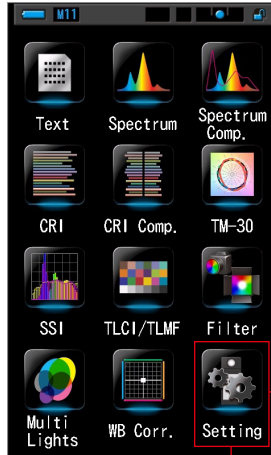 M11
Text
Spectrum
Spectrum
Comp.
CRI
CRI Comp.
TM-30
SSI
TLCI/TLMF
Filter
Multi
Lights
WB Corr.
Setting